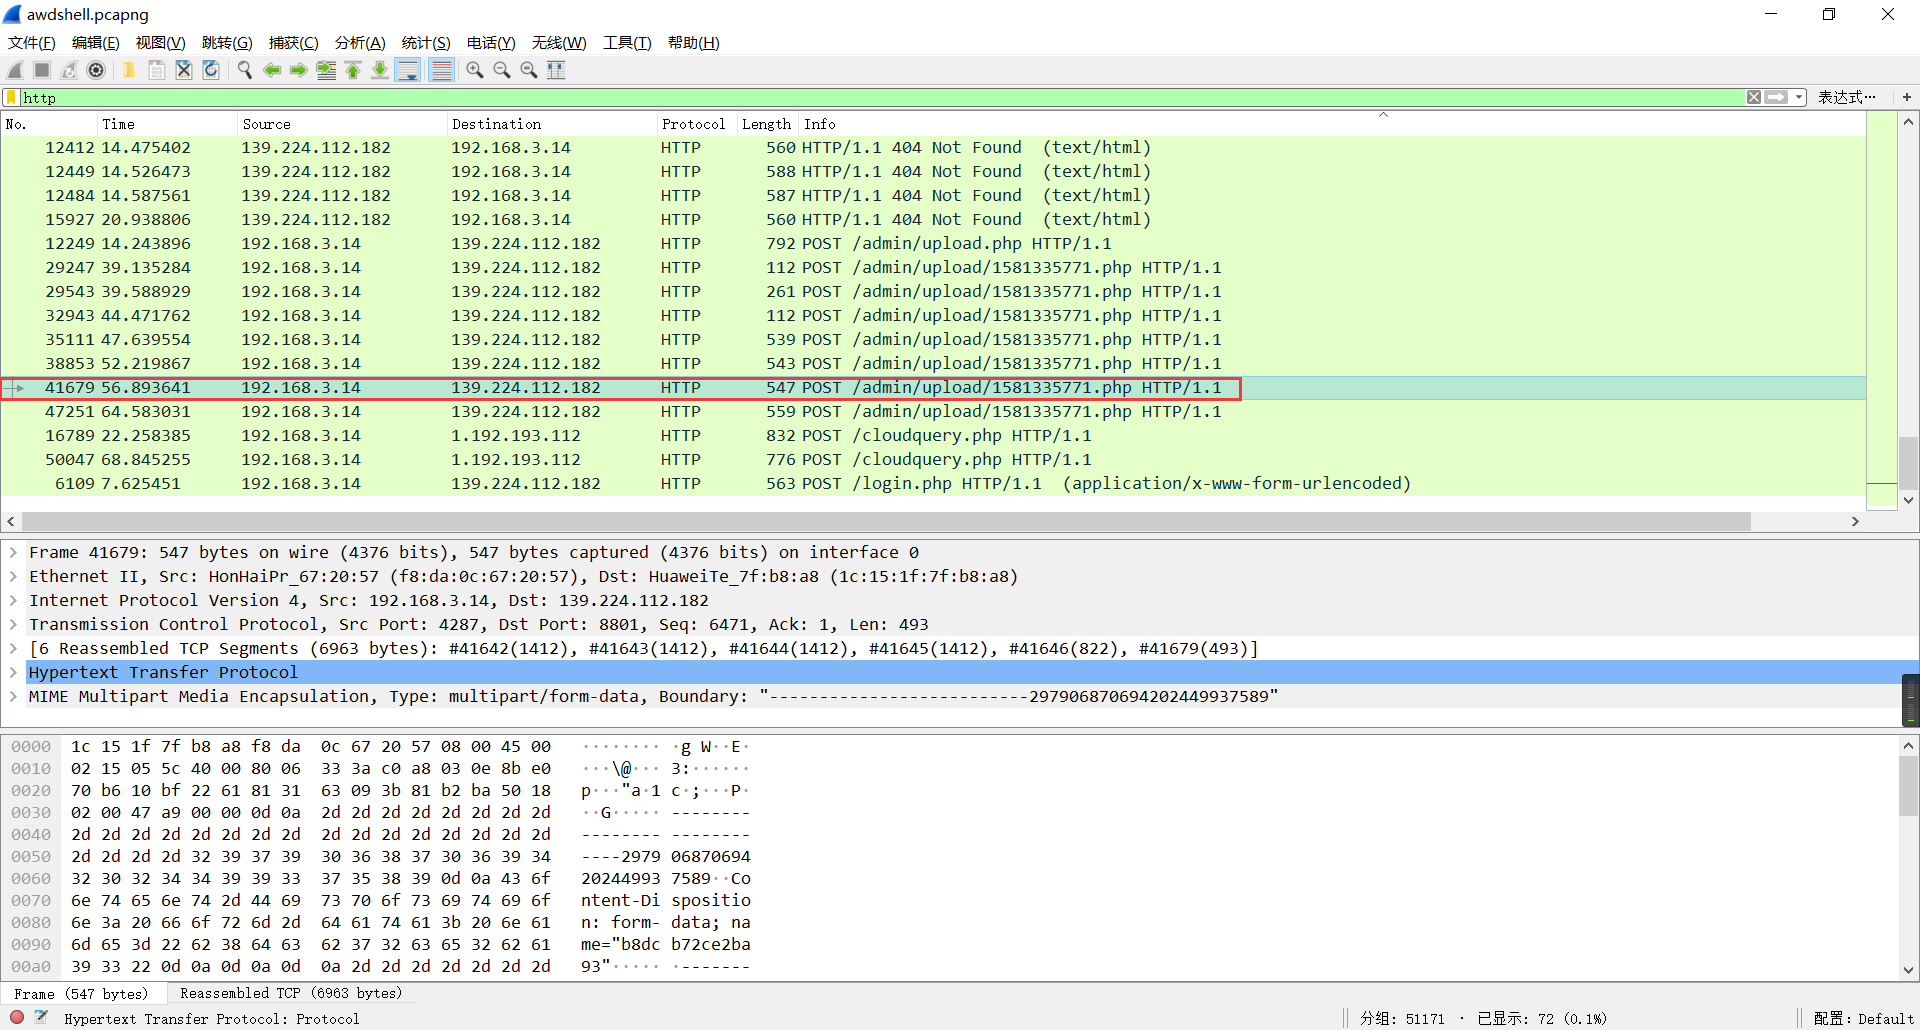 awdshell.pcapng
文件(F) 编辑(E) 视图(V) 跳转(G) 捕获(C) 分析(A) 统计(S) 电话(Y) 无线(W) 工具(T) 帮助(H)
http 表达式… +
No. Time Source Destination Protocol Length Info
12412 14.475402 139.224.112.182 192.168.3.14 HTTP 560 HTTP/1.1 404 Not Found (text/html)
12449 14.526473 139.224.112.182 192.168.3.14 HTTP 588 HTTP/1.1 404 Not Found (text/html)
12484 14.587561 139.224.112.182 192.168.3.14 HTTP 587 HTTP/1.1 404 Not Found (text/html)
15927 20.938806 139.224.112.182 192.168.3.14 HTTP 560 HTTP/1.1 404 Not Found (text/html)
12249 14.243896 192.168.3.14 139.224.112.182 HTTP 792 POST /admin/upload.php HTTP/1.1
29247 39.135284 192.168.3.14 139.224.112.182 HTTP 112 POST /admin/upload/1581335771.php HTTP/1.1
29543 39.588929 192.168.3.14 139.224.112.182 HTTP 261 POST /admin/upload/1581335771.php HTTP/1.1
32943 44.471762 192.168.3.14 139.224.112.182 HTTP 112 POST /admin/upload/1581335771.php HTTP/1.1
35111 47.639554 192.168.3.14 139.224.112.182 HTTP 539 POST /admin/upload/1581335771.php HTTP/1.1
38853 52.219867 192.168.3.14 139.224.112.182 HTTP 543 POST /admin/upload/1581335771.php HTTP/1.1
41679 56.893641 192.168.3.14 139.224.112.182 HTTP 547 POST /admin/upload/1581335771.php HTTP/1.1
47251 64.583031 192.168.3.14 139.224.112.182 HTTP 559 POST /admin/upload/1581335771.php HTTP/1.1
16789 22.258385 192.168.3.14 1.192.193.112 HTTP 832 POST /cloudquery.php HTTP/1.1
50047 68.845255 192.168.3.14 1.192.193.112 HTTP 776 POST /cloudquery.php HTTP/1.1
6109 7.625451 192.168.3.14 139.224.112.182 HTTP 563 POST /login.php HTTP/1.1 (application/x-www-form-urlencoded)
Frame 41679: 547 bytes on wire (4376 bits), 547 bytes captured (4376 bits) on interface 0
Ethernet II, Src: HonHaiPr_67:20:57 (f8:da:0c:67:20:57), Dst: HuaweiTe_7f:b8:a8 (1c:15:1f:7f:b8:a8)
Internet Protocol Version 4, Src: 192.168.3.14, Dst: 139.224.112.182
Transmission Control Protocol, Src Port: 4287, Dst Port: 8801, Seq: 6471, Ack: 1, Len: 493
[6 Reassembled TCP Segments (6963 bytes): #41642(1412), #41643(1412), #41644(1412), #41645(1412), #41646(822), #41679(493)]
Hypertext Transfer Protocol
MIME Multipart Media Encapsulation, Type: multipart/form-data, Boundary: "--------------------------297906870694202449937589"
0000 1c 15 1f 7f b8 a8 f8 da 0c 67 20 57 08 00 45 00 ········ ·g W··E·
0010 02 15 05 5c 40 00 80 06 33 3a c0 a8 03 0e 8b e0 ···\@··· 3:······
0020 70 b6 10 bf 22 61 81 31 63 09 3b 81 b2 ba 50 18 p···"a·1 c·;···P·
0030 02 00 47 a9 00 00 0d 0a 2d 2d 2d 2d 2d 2d 2d 2d ··G····· --------
0040 2d 2d 2d 2d 2d 2d 2d 2d 2d 2d 2d 2d 2d 2d 2d 2d -------- --------
0050 2d 2d 2d 2d 32 39 37 39 30 36 38 37 30 36 39 34 ----2979 06870694
0060 32 30 32 34 34 39 39 33 37 35 38 39 0d 0a 43 6f 20244993 7589··Co
0070 6e 74 65 6e 74 2d 44 69 73 70 6f 73 69 74 69 6f ntent-Di spositio
0080 6e 3a 20 66 6f 72 6d 2d 64 61 74 61 3b 20 6e 61 n: form- data; na
0090 6d 65 3d 22 62 38 64 63 62 37 32 63 65 32 62 61 me="b8dc b72ce2ba
00a0 39 33 22 0d 0a 0d 0a 0d 0a 2d 2d 2d 2d 2d 2d 2d 93"····· ·-------
Frame (547 bytes) Reassembled TCP (6963 bytes)
Hypertext Transfer Protocol: Protocol 分组: 51171 · 已显示: 72 (0.1%) 配置: Default